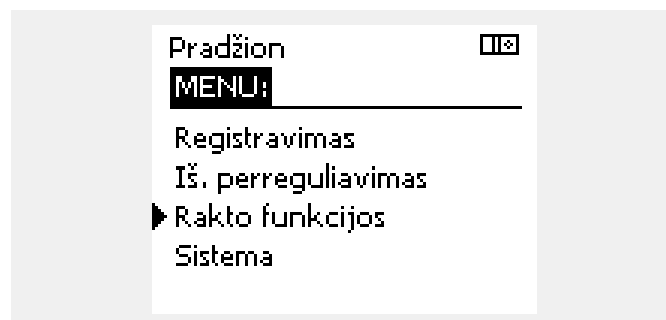 Pradžion
MENU:
Registravimas
Iš. perreguliavimas
Rakto funkcijos
Sistema